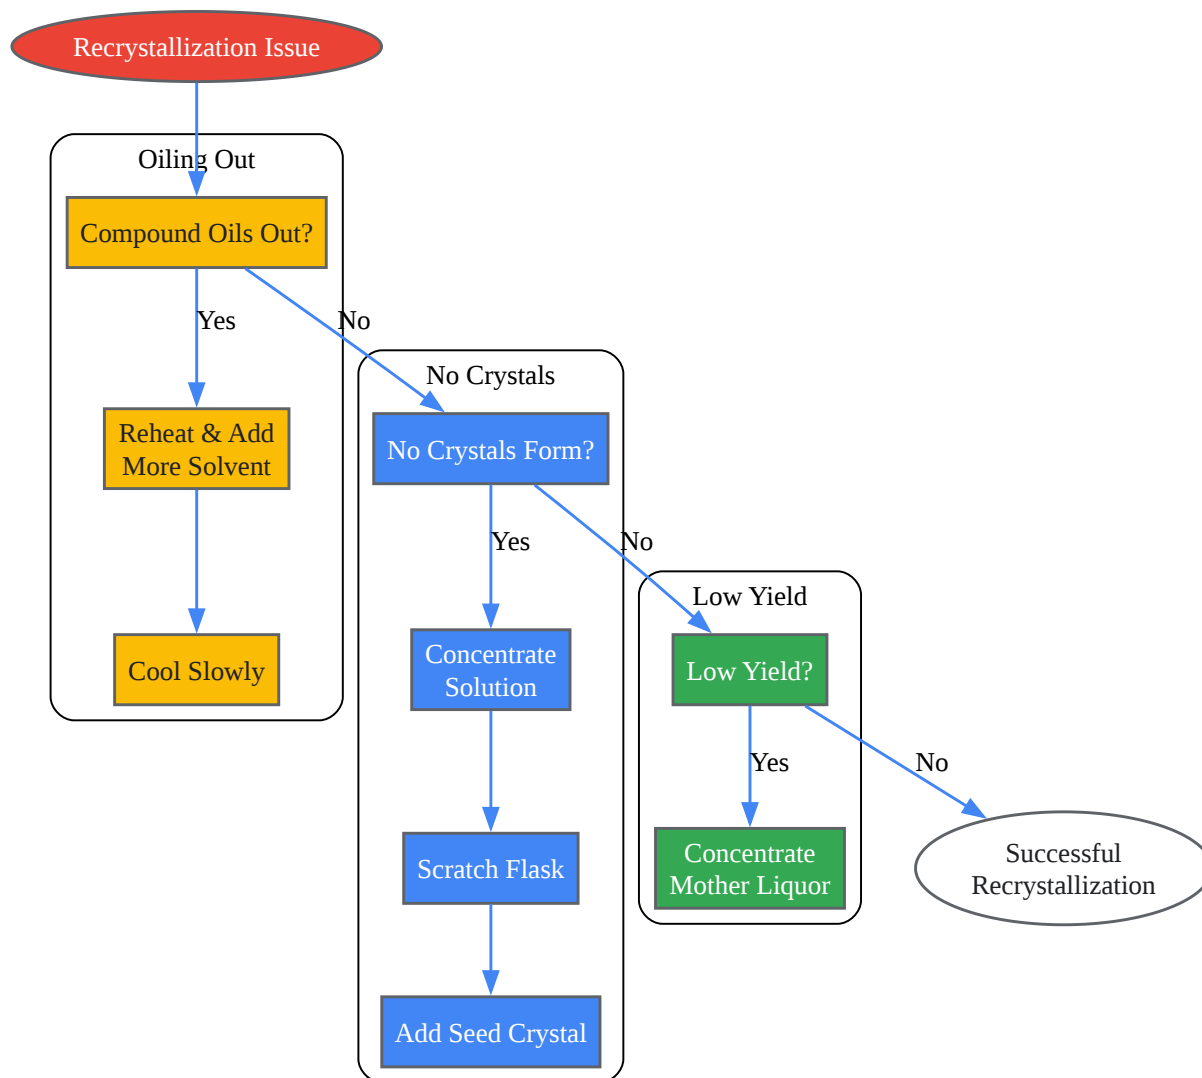 Recrystallization Issue
Oiling Out
Compound Oils Out?
Yes
No
Reheat & Add
More Solvent
Cool Slowly
No Crystals
No Crystals Form?
Yes
No
Concentrate
Solution
Scratch Flask
Add Seed Crystal
Low Yield
Low Yield?
Yes
No
Concentrate
Mother Liquor
Successful
Recrystallization